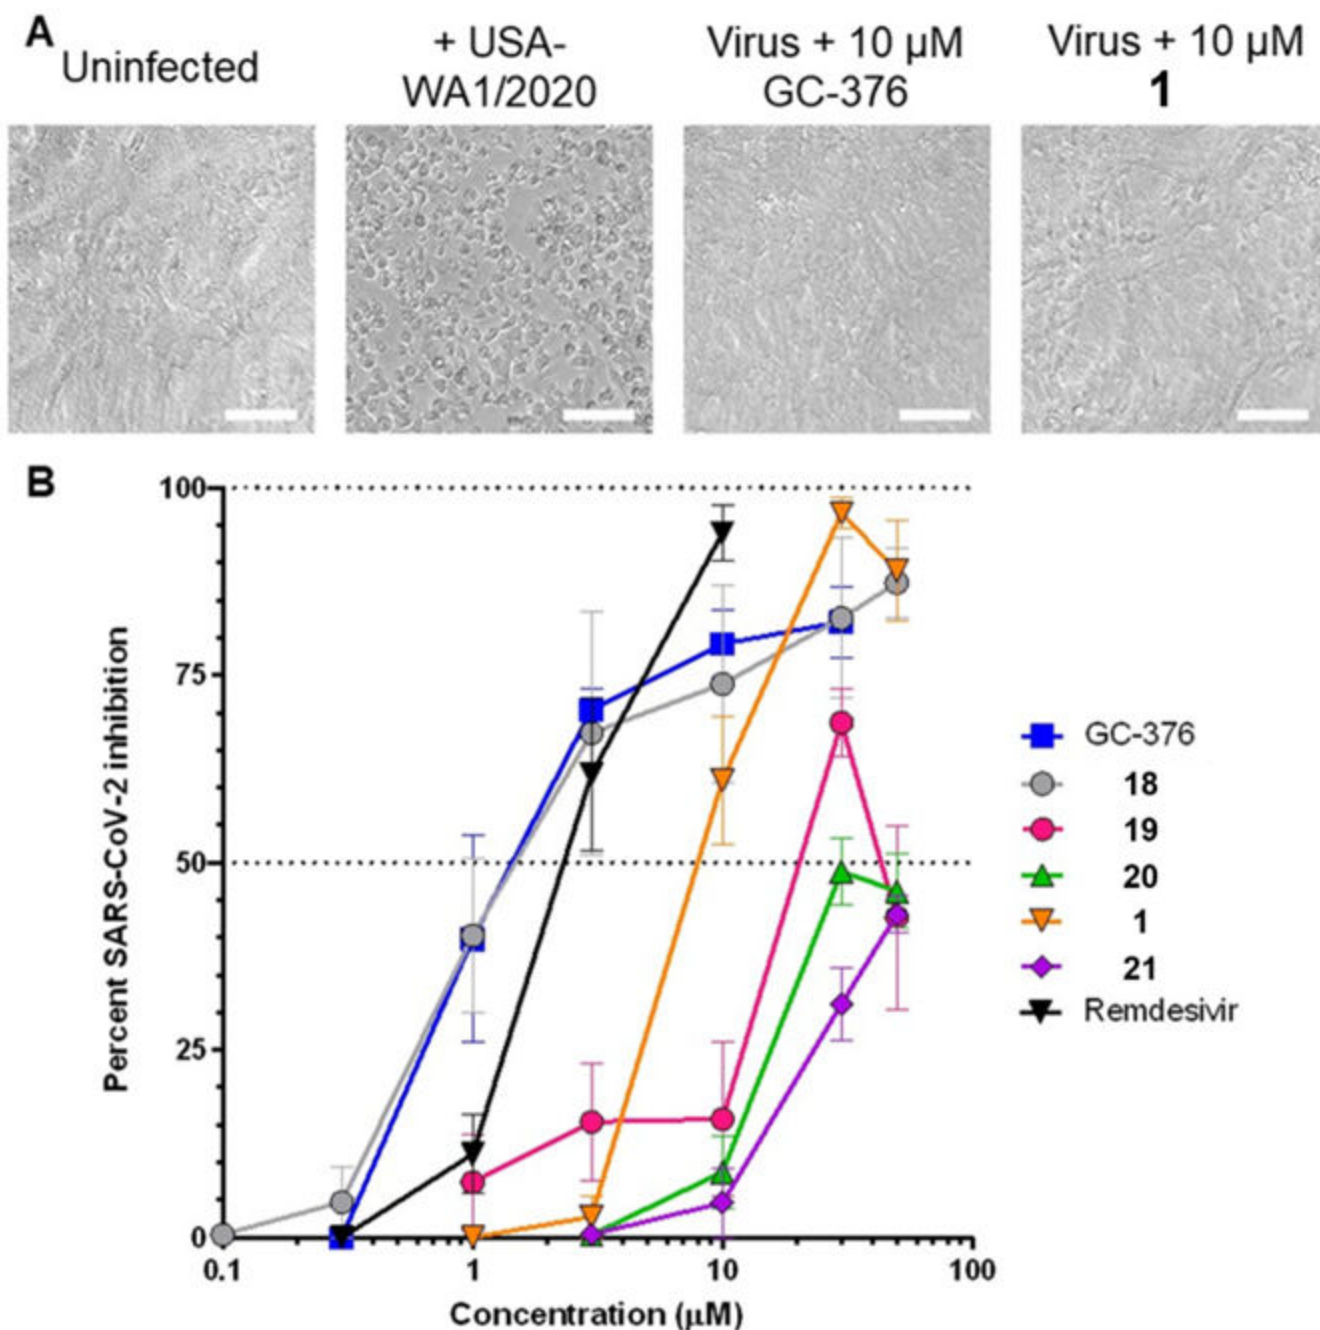 A
Uninfected
+ USA-
WA1/2020
Virus + 10 µM
GC-376
Virus + 10 µM
1
B
100
75
50
25
0
0.1
1
10
100
Percent SARS-CoV-2 inhibition
Concentration (µM)
GC-376
18
19
20
1
21
Remdesivir